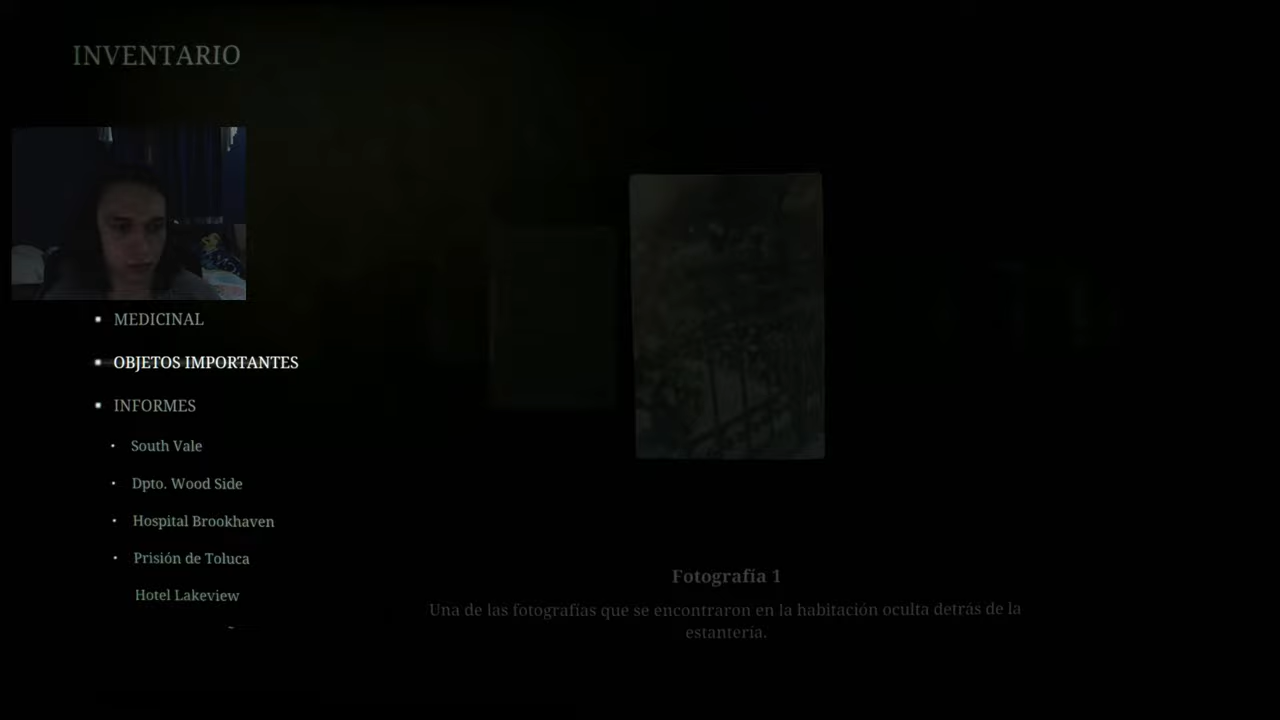 INVENTARIO
MEDICINAL
OBJETOS IMPORTANTES
INFORMES
South Vale
Dpto. Wood Side
Hospital Brookhaven
Prisión de Toluca
Hotel Lakeview
Fotografía 1
Una de las fotografías que se encontraron en la habitación oculta detrás de la
estantería.